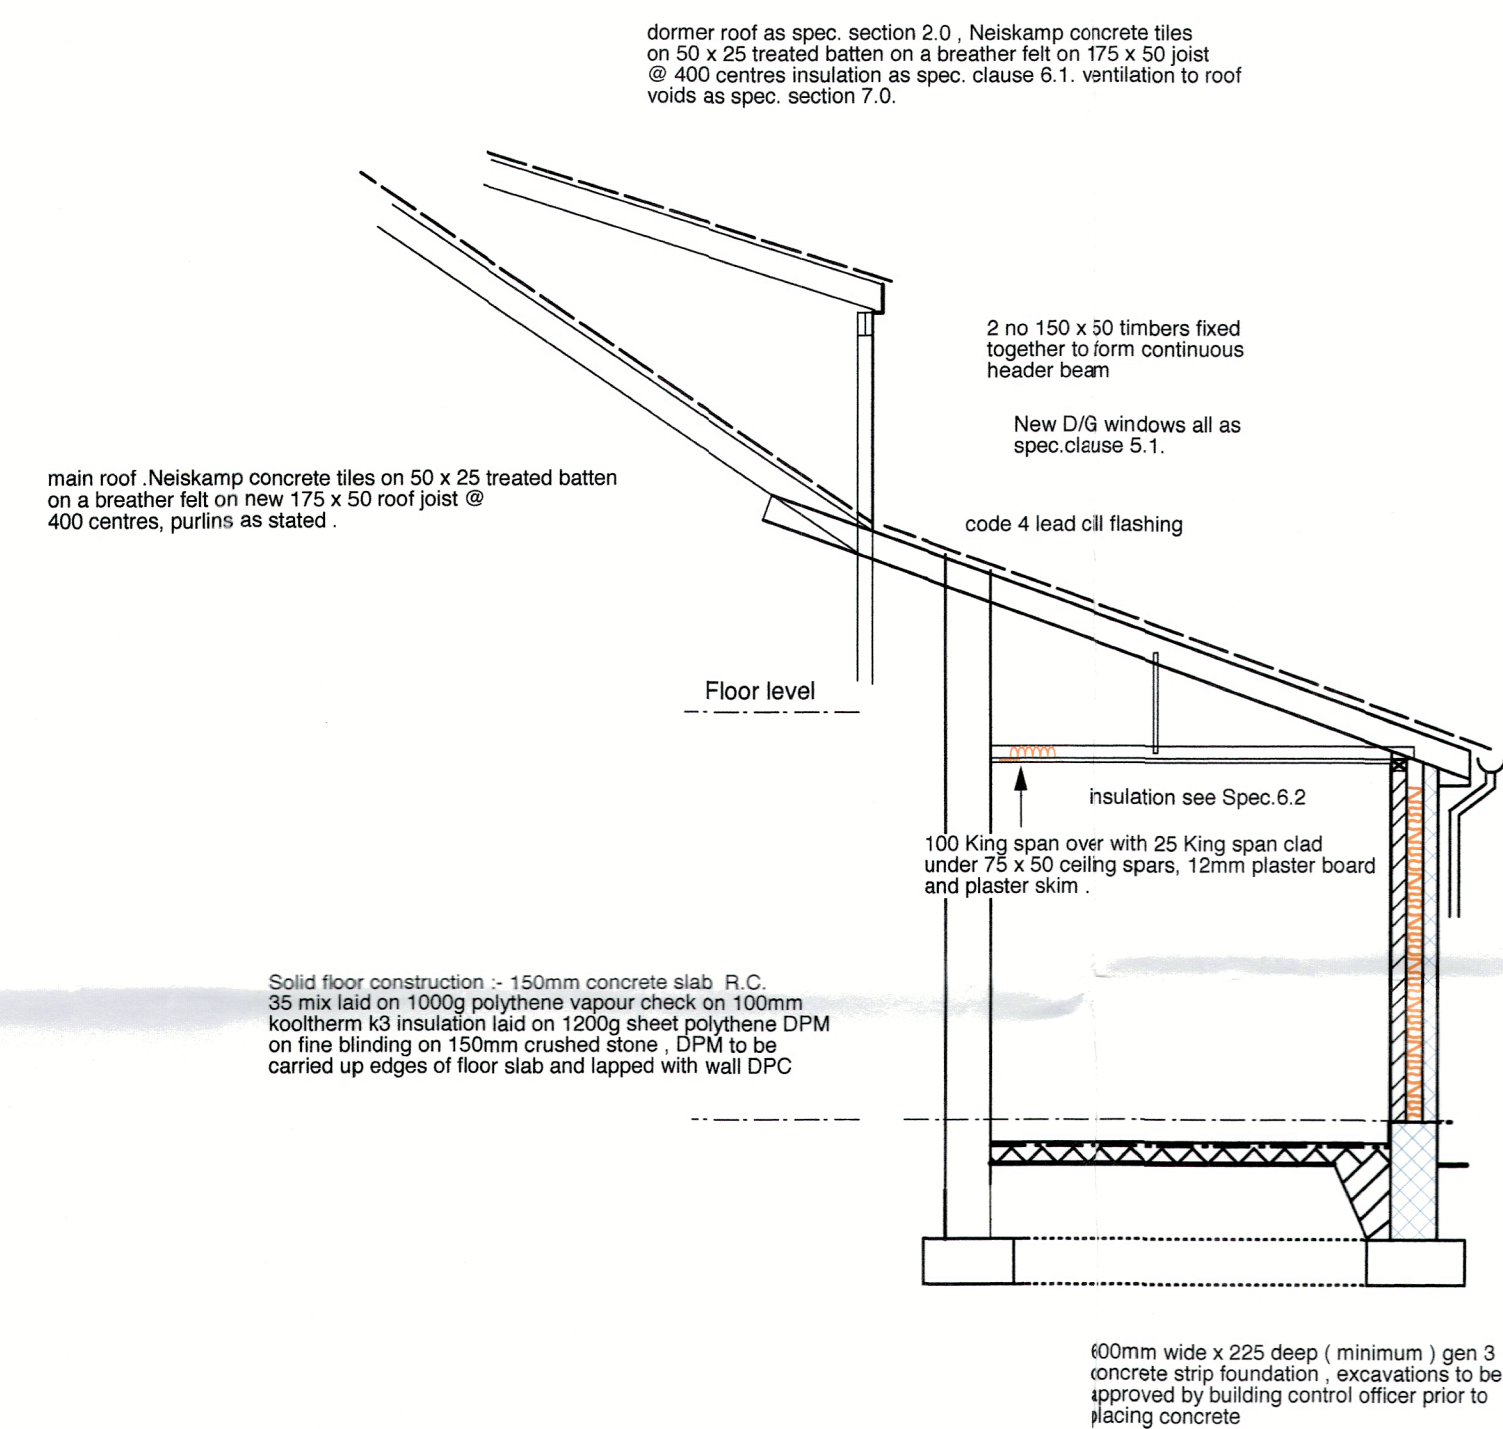 dormer roof as spec. section 2.0 , Neiskamp concrete tiles
on 50 x 25 treated batten on a breather felt on 175 x 50 joist
@ 400 centres insulation as spec. clause 6.1. ventilation to roof
voids as spec. section 7.0.
2 no 150 x 50 timbers fixed
together to form continuous
header beam
New D/G windows all as
spec.clause 5.1.
main roof .Neiskamp concrete tiles on 50 x 25 treated batten
on a breather felt on new 175 x 50 roof joist @
400 centres, purlins as stated .
code 4 lead cill flashing
Floor level
insulation see Spec.6.2
100 King span over with 25 King span clad
under 75 x 50 ceiling spars, 12mm plaster board
and plaster skim .
Solid floor construction :- 150mm concrete slab R.C.
35 mix laid on 1000g polythene vapour check on 100mm
kooltherm k3 insulation laid on 1200g sheet polythene DPM
on fine blinding on 150mm crushed stone , DPM to be
carried up edges of floor slab and lapped with wall DPC
600mm wide x 225 deep ( minimum ) gen 3
concrete strip foundation , excavations to be
approved by building control officer prior to
placing concrete